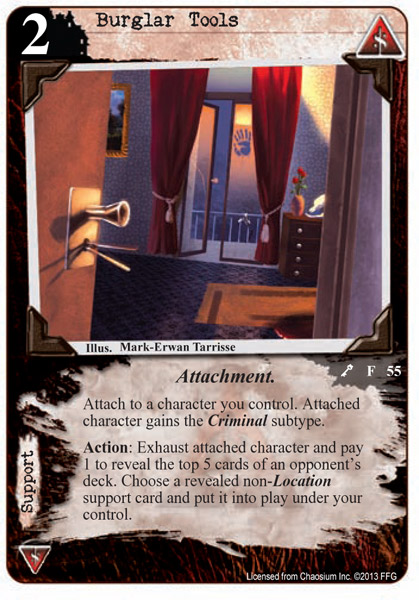 2
Burglar Tools
Illus. Mark-Erwan Tarrisse
F 55
Attachment.
Attach to a character you control. Attached
character gains the Criminal subtype.
Action: Exhaust attached character and pay
1 to reveal the top 5 cards of an opponent's
deck. Choose a revealed non-Location
support card and put it into play under your
control.
Support
Licensed from Chaosium Inc. ©2013 FFG